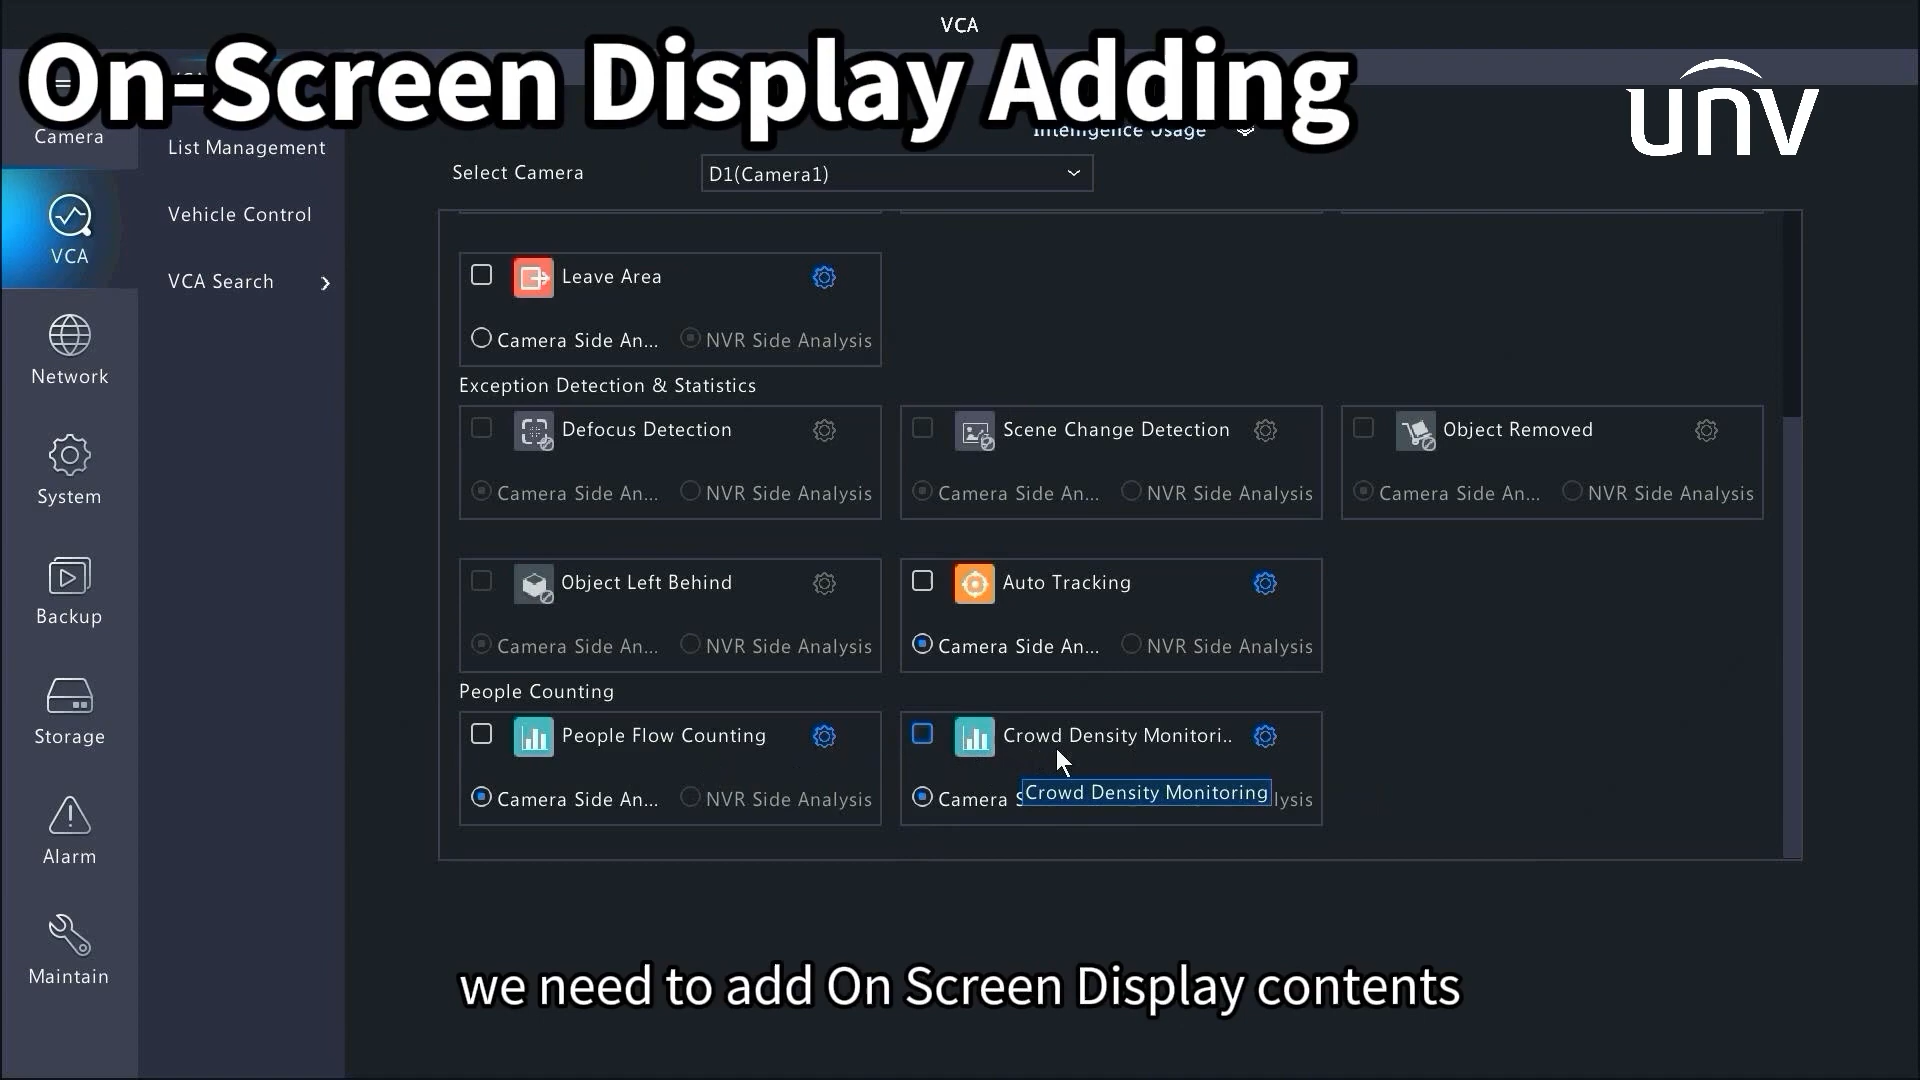 VCA
On-Screen Display Adding
unv
Camera
List Management
Intelligence Usage
Select Camera
D1(Camera1)
VCA
Vehicle Control
VCA Search
Leave Area
Camera Side An...
NVR Side Analysis
Network
Exception Detection & Statistics
Defocus Detection
Scene Change Detection
Object Removed
Camera Side An...
NVR Side Analysis
Camera Side An...
NVR Side Analysis
Camera Side An...
NVR Side Analysis
System
Object Left Behind
Auto Tracking
Camera Side An...
NVR Side Analysis
Camera Side An...
NVR Side Analysis
Backup
People Counting
People Flow Counting
Crowd Density Monitori..
Camera Side An...
NVR Side Analysis
Camera S
Crowd Density Monitoring
lysis
Storage
Alarm
Maintain
we need to add On Screen Display contents